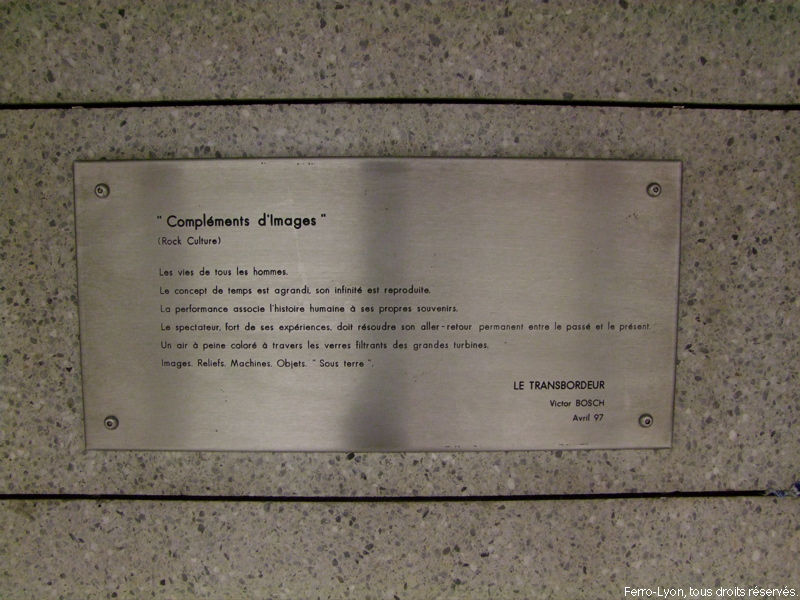 " Compléments d'Images "
(Rock Culture)
Les vies de tous les hommes.
Le concept de temps est agrandi, son infinité est reproduite.
La performance associe l'histoire humaine à ses propres souvenirs.
Le spectateur, fort de ses expériences, doit résoudre son aller-retour permanent entre le passé et le présent.
Un air à peine coloré à travers les verres filtrants des grandes turbines.
Images. Reliefs. Machines. Objets. " Sous terre ".
LE TRANSBORDEUR
Victor BOSCH
Avril 97
Ferro-Lyon, tous droits réservés.